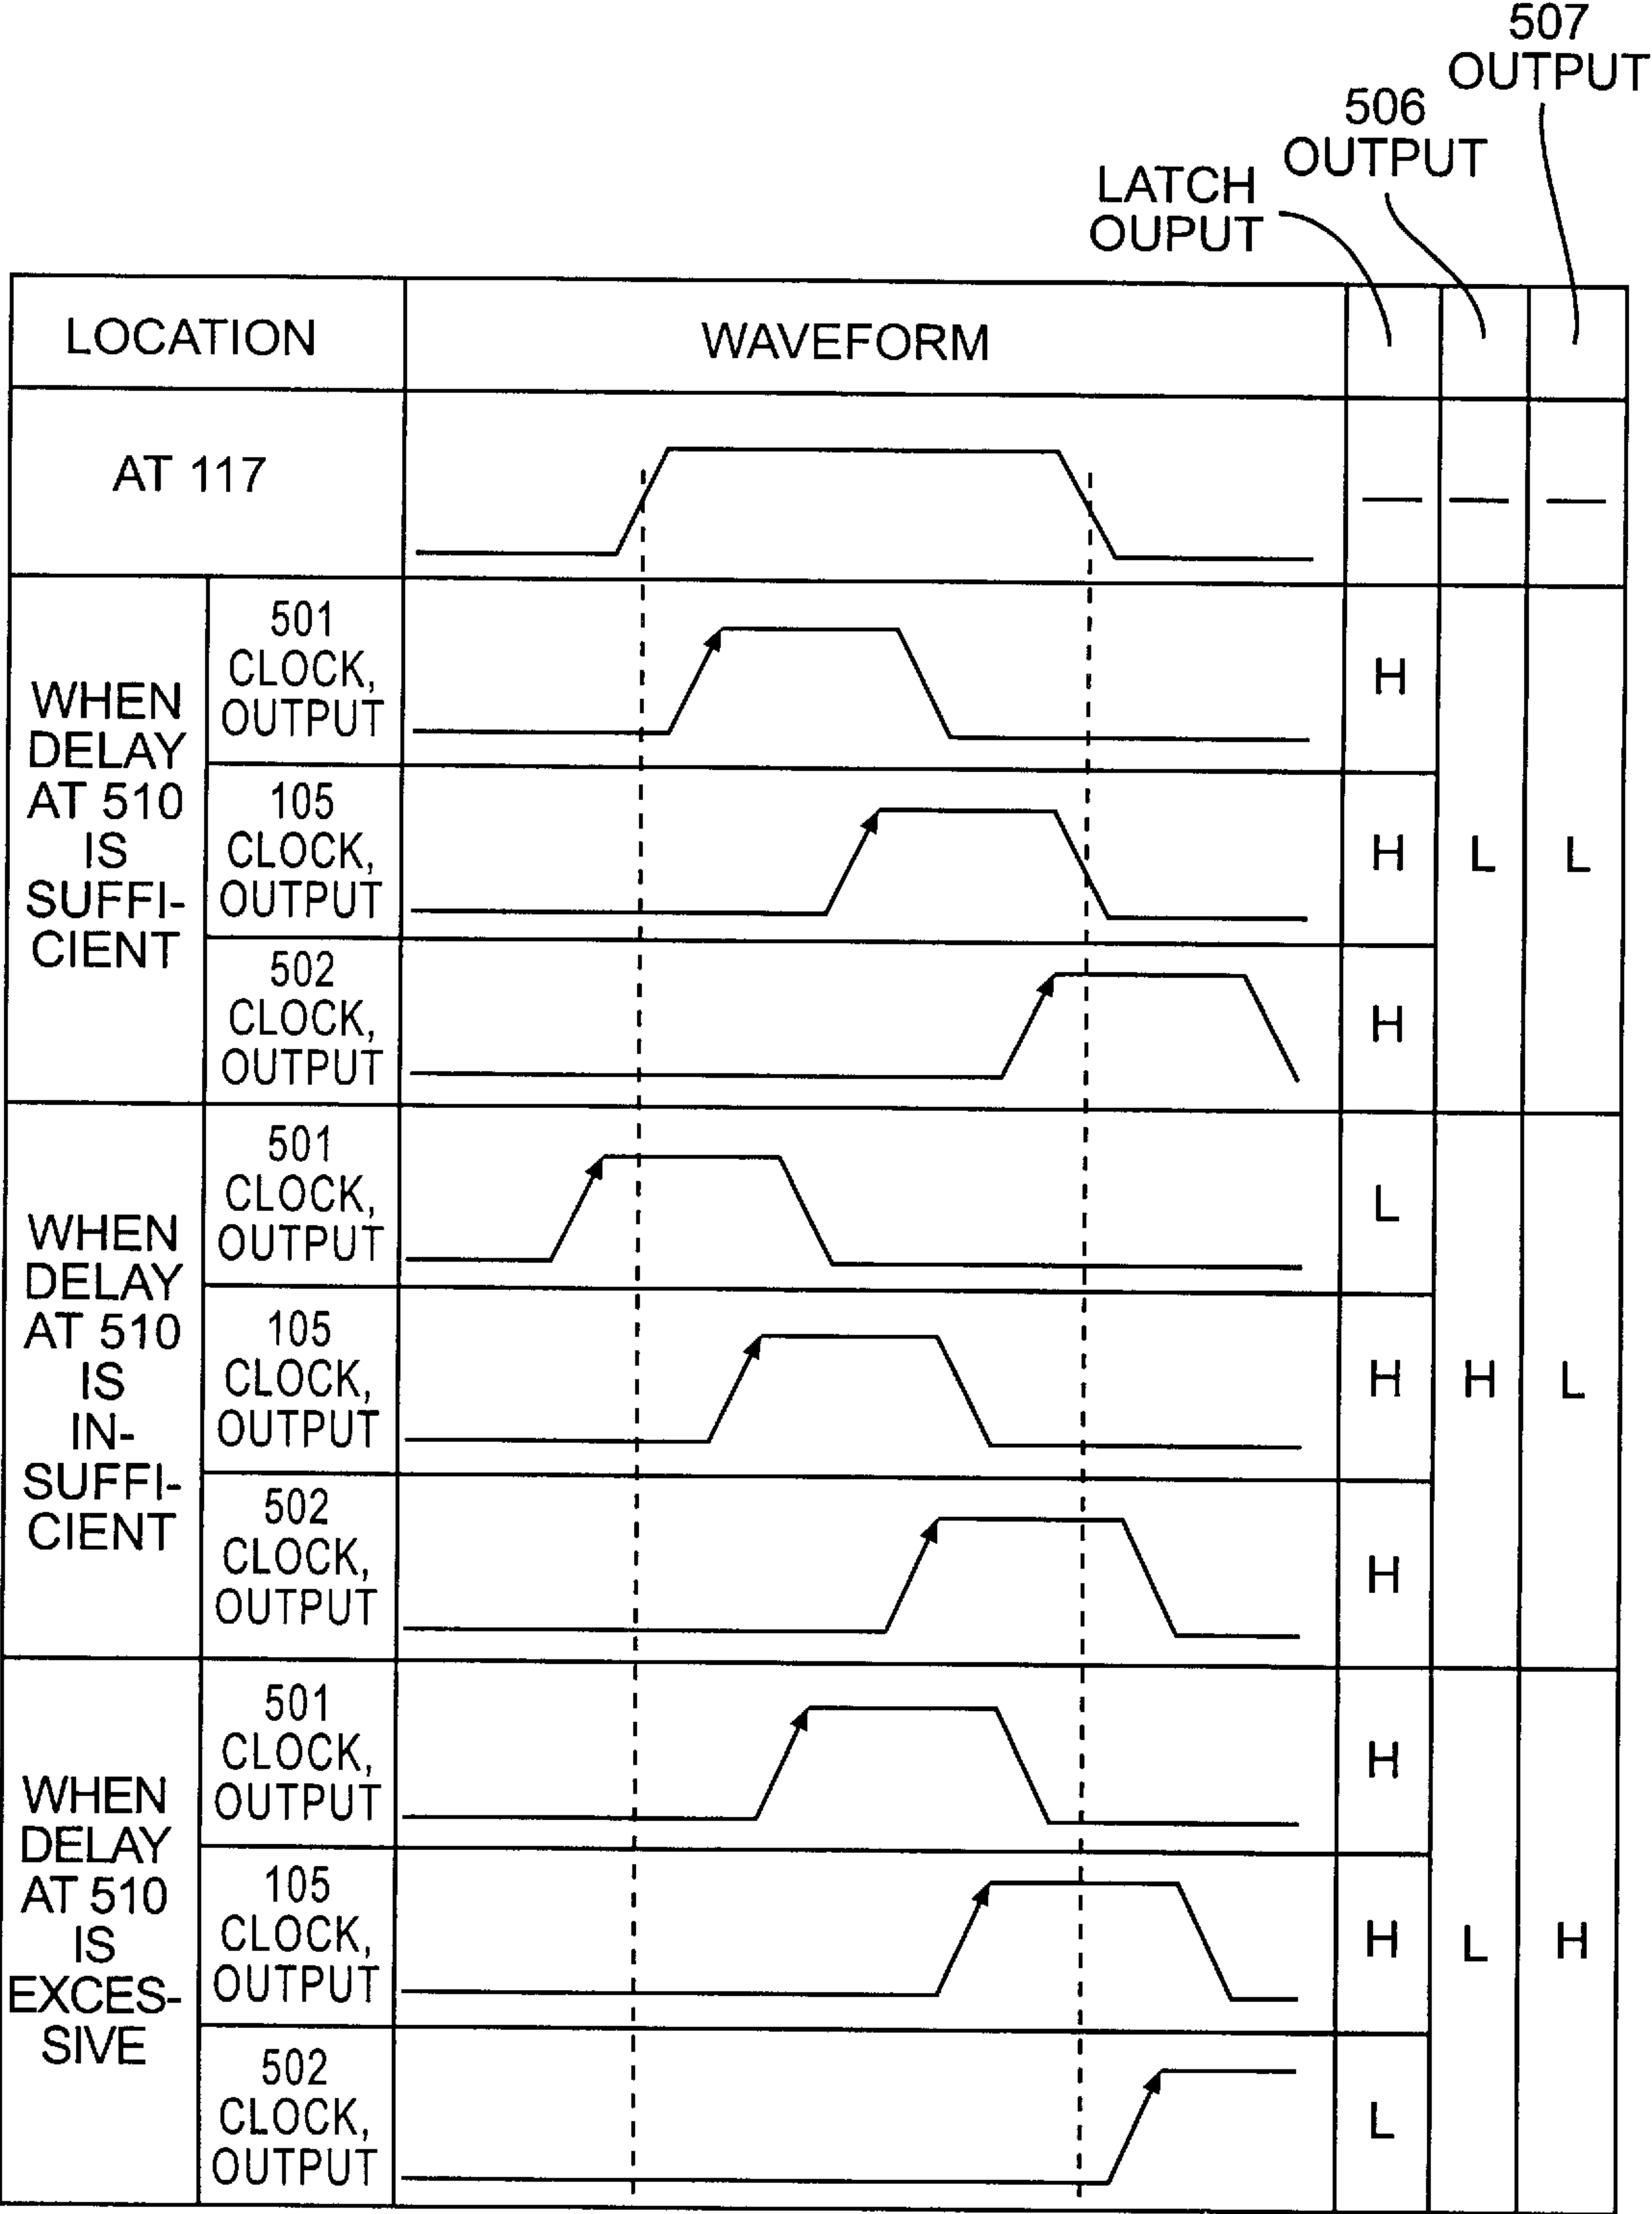 507
OUTPUT
506
OUTPUT
LATCH
OUPUT
LOCATION
WAVEFORM
AT 117
— — —
WHEN
DELAY
AT 510
IS
SUFFI-
CIENT
501
CLOCK,
OUTPUT
H
105
CLOCK,
OUTPUT
H
L
L
502
CLOCK,
OUTPUT
H
WHEN
DELAY
AT 510
IS
IN-
SUFFI-
CIENT
501
CLOCK,
OUTPUT
L
105
CLOCK,
OUTPUT
H
H
L
502
CLOCK,
OUTPUT
H
WHEN
DELAY
AT 510
IS
EXCES-
SIVE
501
CLOCK,
OUTPUT
H
105
CLOCK,
OUTPUT
H
L
H
502
CLOCK,
OUTPUT
L